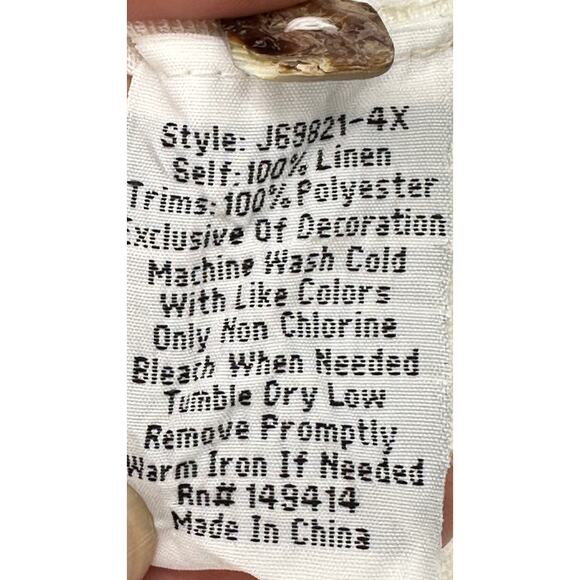 Style: J69821-4X
Self: 100% Linen
Trims: 100% Polyester
Exclusive Of Decoration
Machine Wash Cold
With Like Colors
Only Non Chlorine
Bleach When Needed
Tumble Dry Low
Remove Promptly
Warm Iron If Needed
Rn# 149414
Made In China